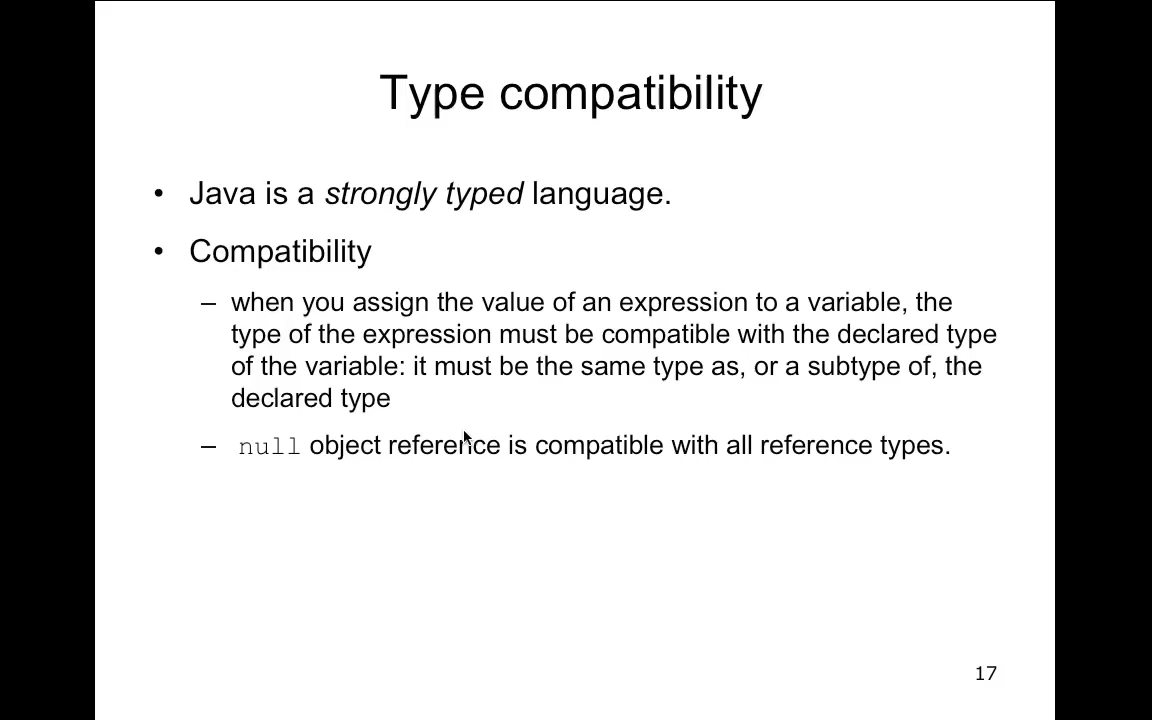 Type compatibility
• Java is a strongly typed language.
• Compatibility
– when you assign the value of an expression to a variable, the
type of the expression must be compatible with the declared type
of the variable: it must be the same type as, or a subtype of, the
declared type
– null object reference is compatible with all reference types.
17